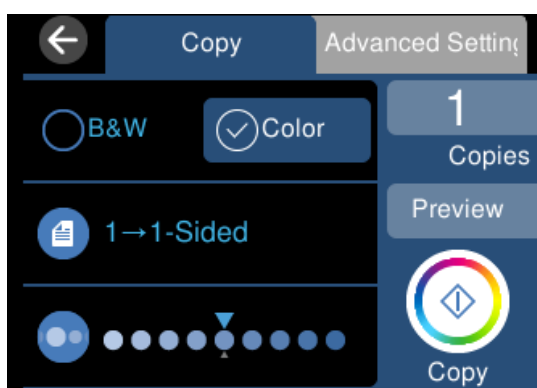 Copy
Advanced Setting
B&W
Color
1
Copies
1→1-Sided
Preview
Copy